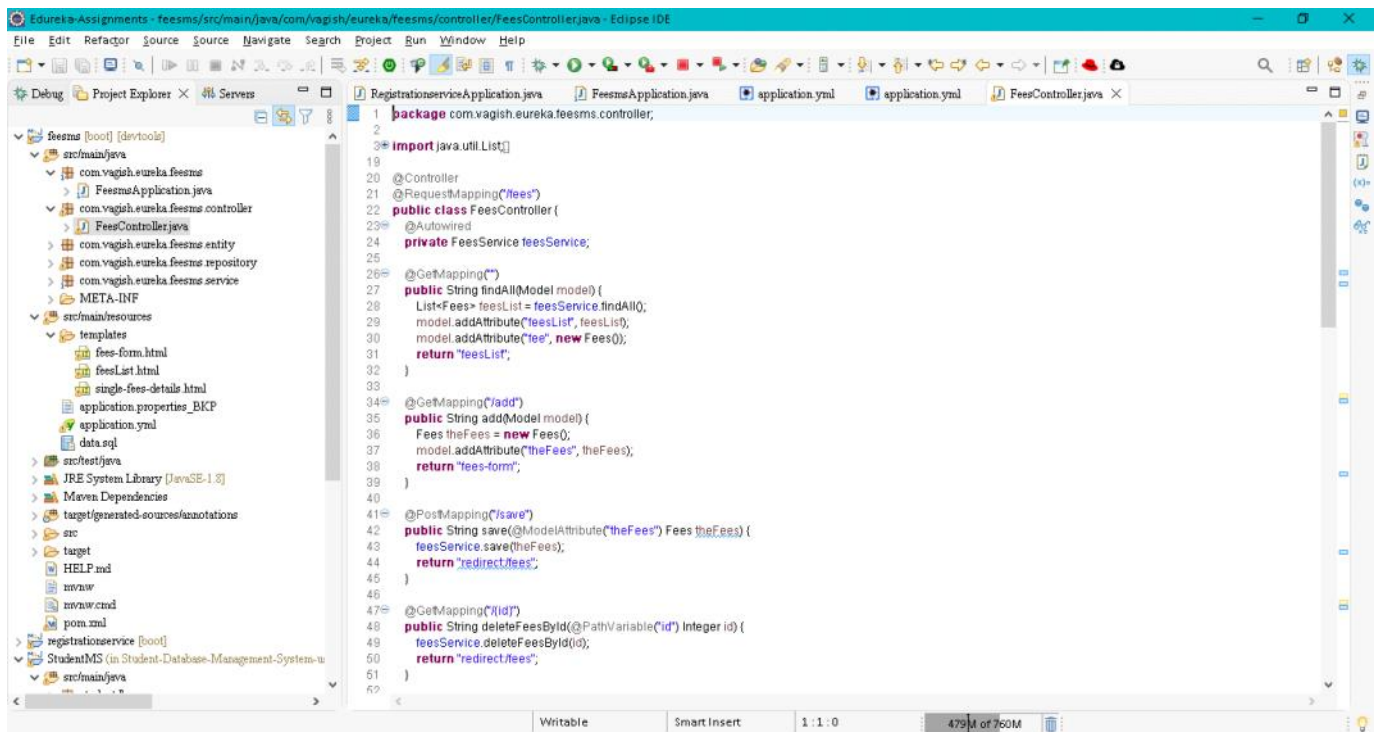 Edureka-Assignments - feesms/src/main/java/com/vagish/eureka/feesms/controller/FeesController.java - Eclipse IDE
File Edit Refactor Source Source Navigate Search Project Run Window Help
Debug Project Explorer Servers
RegistrationserviceApplication.java FeesmsApplication.java application.yml application.yml FeesController.java
feesms [boot] [devtools]
src/main/java
com.vagish.eureka.feesms
FeesmsApplication.java
com.vagish.eureka.feesms.controller
FeesController.java
com.vagish.eureka.feesms.entity
com.vagish.eureka.feesms.repository
com.vagish.eureka.feesms.service
META-INF
src/main/resources
templates
fees-form.html
feesList.html
single-fees-details.html
application.properties_BKP
application.yml
data.sql
src/test/java
JRE System Library [JavaSE-1.8]
Maven Dependencies
target/generated-sources/annotations
src
target
HELP.md
mvnw
mvnw.cmd
pom.xml
registrationservice [boot]
StudentMS (in Student-Database-Management-System-u
src/main/java
1 package com.vagish.eureka.feesms.controller;
2
3 import java.util.List;
19
20 @Controller
21 @RequestMapping("/fees")
22 public class FeesController {
23 @Autowired
24 private FeesService feesService;
25
26 @GetMapping("")
27 public String findAll(Model model) {
28 List<Fees> feesList = feesService.findAll();
29 model.addAttribute("feesList", feesList);
30 model.addAttribute("fee", new Fees());
31 return "feesList";
32 }
33
34 @GetMapping("/add")
35 public String add(Model model) {
36 Fees theFees = new Fees();
37 model.addAttribute("theFees", theFees);
38 return "fees-form";
39 }
40
41 @PostMapping("/save")
42 public String save(@ModelAttribute("theFees") Fees theFees) {
43 feesService.save(theFees);
44 return "redirect:/fees";
45 }
46
47 @GetMapping("/{id}")
48 public String deleteFeesById(@PathVariable("id") Integer id) {
49 feesService.deleteFeesById(id);
50 return "redirect:/fees";
51 }
52
Writable Smart Insert 1 : 1 : 0 479M of 760M